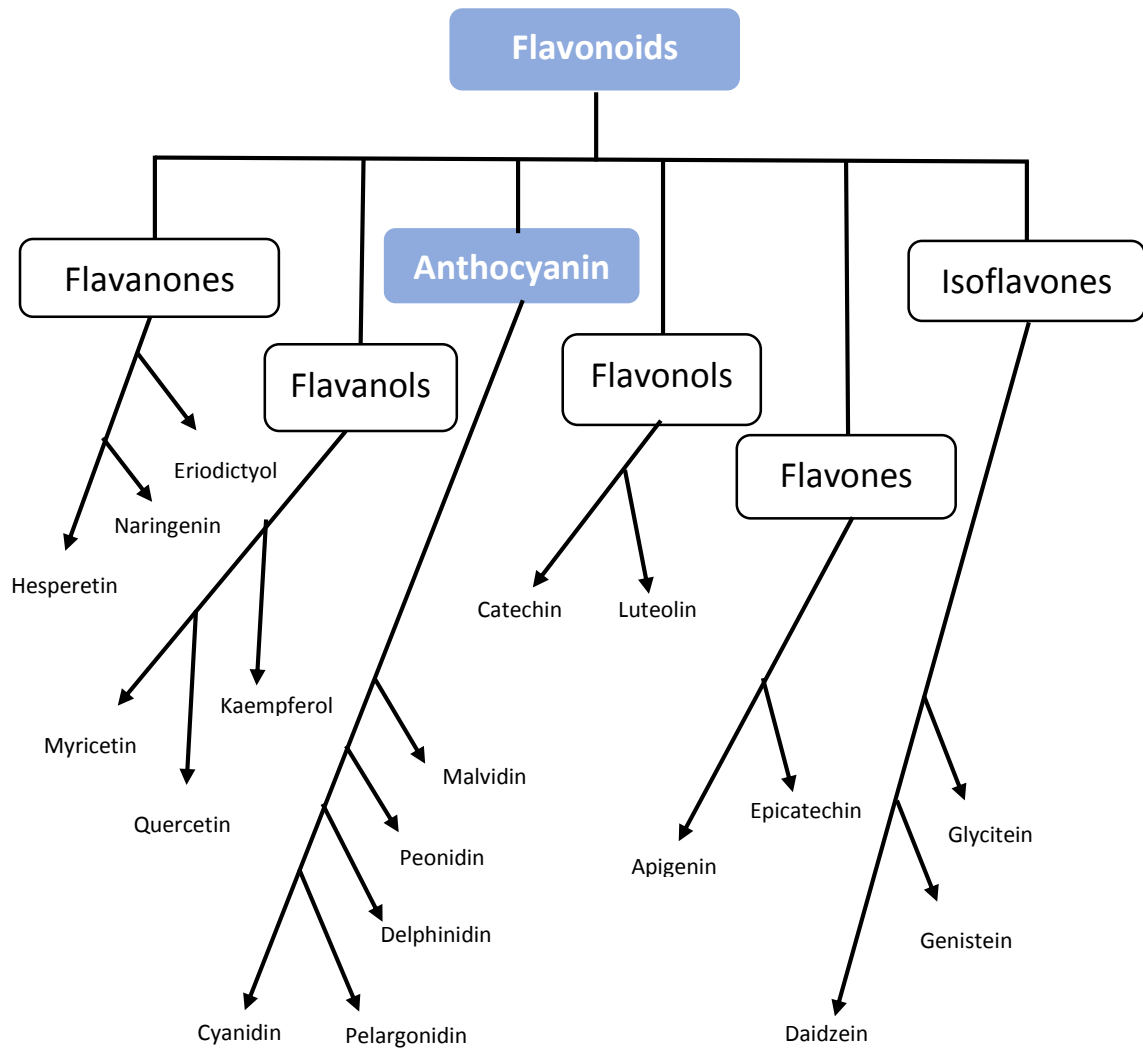 Flavonoids
Flavanones
Anthocyanin
Isoflavones
Flavanols
Flavonols
Flavones
Eriodictyol
Naringenin
Hesperetin
Catechin
Luteolin
Kaempferol
Myricetin
Quercetin
Malvidin
Peonidin
Delphinidin
Cyanidin
Pelargonidin
Epicatechin
Apigenin
Glycitein
Genistein
Daidzein